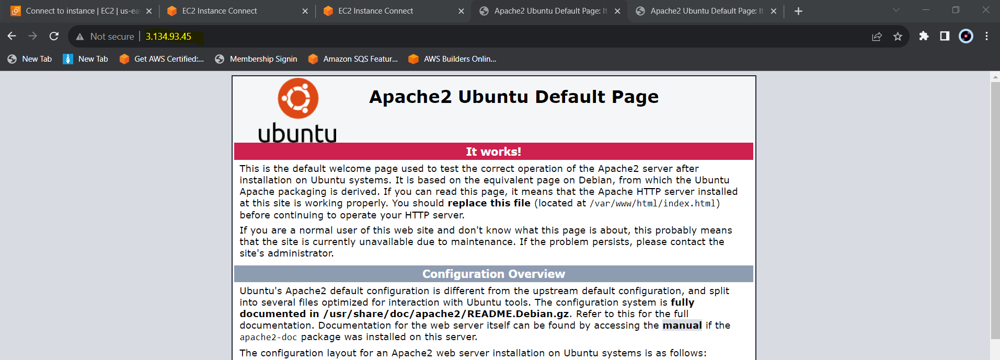 Connect to instance | EC2 | us-ea
EC2 Instance Connect
EC2 Instance Connect
Apache2 Ubuntu Default Page: It
Apache2 Ubuntu Default Page: It
Not secure | 3.134.93.45
New Tab
New Tab
Get AWS Certified:...
Membership Signin
Amazon SQS Featur...
AWS Builders Onlin...
ubuntu
Apache2 Ubuntu Default Page
It works!
This is the default welcome page used to test the correct operation of the Apache2 server after
installation on Ubuntu systems. It is based on the equivalent page on Debian, from which the Ubuntu
Apache packaging is derived. If you can read this page, it means that the Apache HTTP server installed
at this site is working properly. You should replace this file (located at /var/www/html/index.html)
before continuing to operate your HTTP server.
If you are a normal user of this web site and don't know what this page is about, this probably means
that the site is currently unavailable due to maintenance. If the problem persists, please contact the
site's administrator.
Configuration Overview
Ubuntu's Apache2 default configuration is different from the upstream default configuration, and split
into several files optimized for interaction with Ubuntu tools. The configuration system is fully
documented in /usr/share/doc/apache2/README.Debian.gz. Refer to this for the full
documentation. Documentation for the web server itself can be found by accessing the manual if the
apache2-doc package was installed on this server.
The configuration layout for an Apache2 web server installation on Ubuntu systems is as follows: